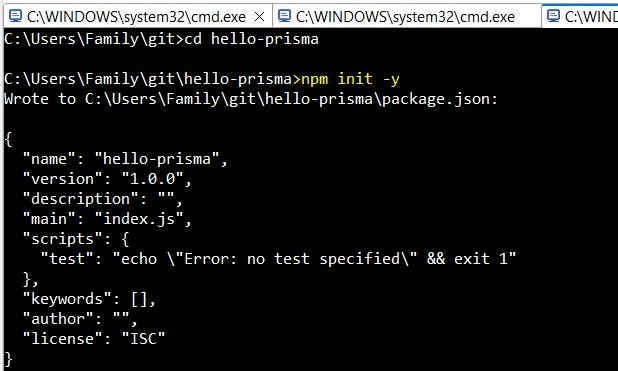 C:\WINDOWS\system32\cmd.exe C:\WINDOWS\system32\cmd.exe C:\WIND
C:\Users\Family\git>cd hello-prisma
C:\Users\Family\git\hello-prisma>npm init -y
Wrote to C:\Users\Family\git\hello-prisma\package.json:
{
  "name": "hello-prisma",
  "version": "1.0.0",
  "description": "",
  "main": "index.js",
  "scripts": {
    "test": "echo \"Error: no test specified\" && exit 1"
  },
  "keywords": [],
  "author": "",
  "license": "ISC"
}